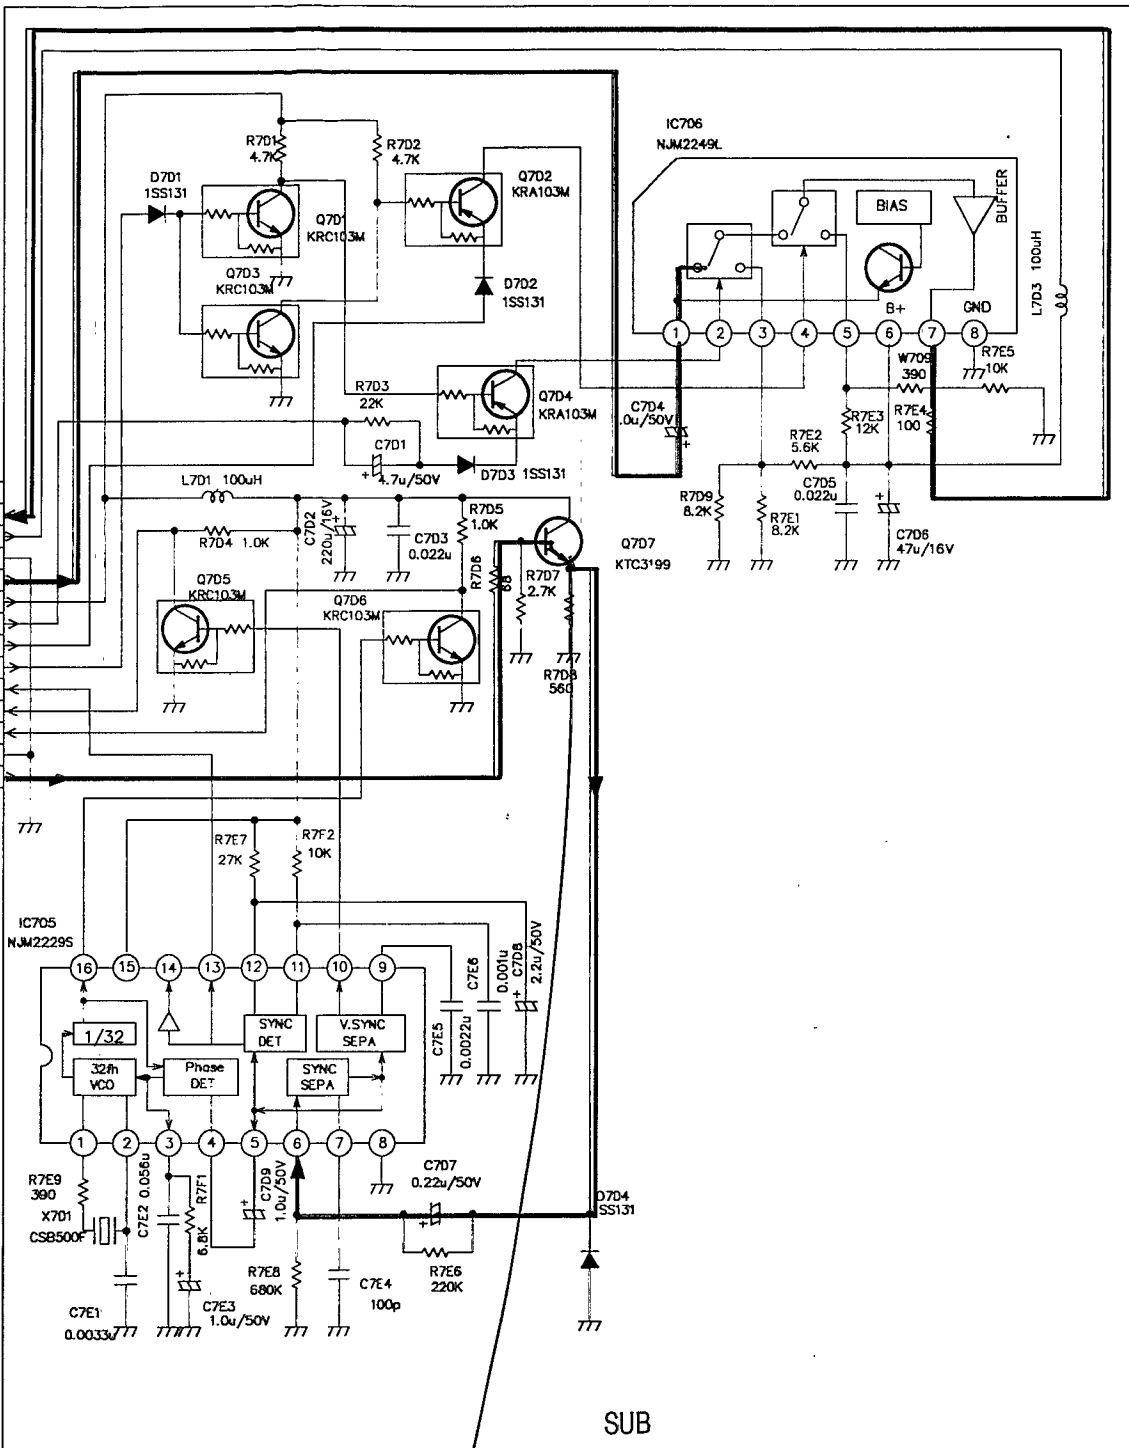 IC706
NJM2249L
BIAS
BUFFER
B+
GND
1 2 3 4 5 6 7 8
L7D3 100uH
R7D1
4.7K
R7D2
4.7K
D7D1
1SS131
Q7D1
KRC103M
Q7D2
KRA103M
Q7D3
KRC103M
D7D2
1SS131
W709
390
R7E5
10K
R7D3
22K
Q7D4
KRA103M
C7D4
.0u/50V
+
R7E3
12K
R7E4
100
C7D1
+
4.7u/50V
D7D3 1SS131
R7E2
5.6K
L7D1 100uH
R7D9
8.2K
R7E1
8.2K
C7D5
0.022u
+
C7D6
47u/16V
R7D4 1.0K
C7D2
220u/16V
+
C7D3
0.022u
R7D5
1.0K
R7D6
68
R7D7
2.7K
Q7D7
KTC3199
Q7D5
KRC103M
Q7D6
KRC103M
R7D8
560
R7E7
27K
R7F2
10K
IC705
NJM2229S
16 15 14 13 12 11 10 9
1/32
SYNC
DET
V.SYNC
SEPA
32fh
VCO
Phase
DET
SYNC
SEPA
C7E5
0.0022u
C7E6
0.001u
C7D8
2.2u/50V
+
1 2 3 4 5 6 7 8
R7E9
390
X7D1
CSB500F
C7E2 0.056u
R7F1
6.8K
C7D9
1.0u/50V
+
C7D7
0.22u/50V
+
D7D4
SS131
R7E8
680K
C7E4
100p
R7E6
220K
C7E1
0.0033u
+
C7E3
1.0u/50V
SUB